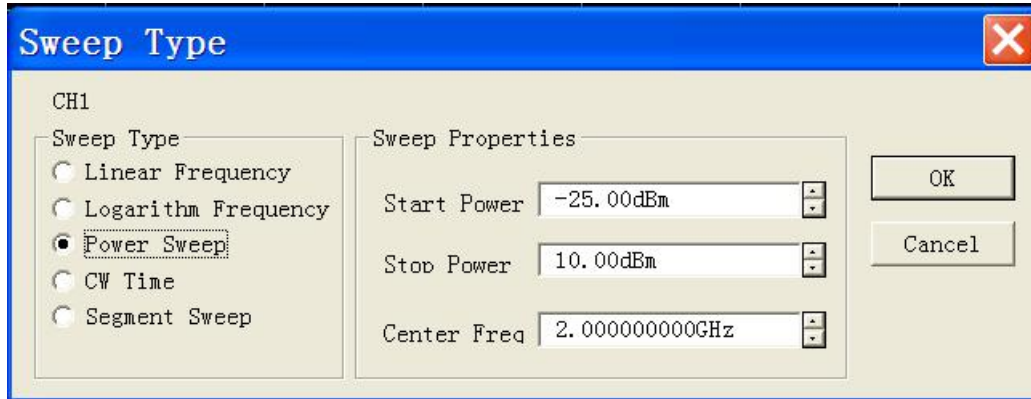 Sweep Type
CH1
Sweep Type
Linear Frequency
Logarithm Frequency
Power Sweep
CW Time
Segment Sweep
Sweep Properties
Start Power -25.00dBm
Stop Power 10.00dBm
Center Freq 2.000000000GHz
OK
Cancel